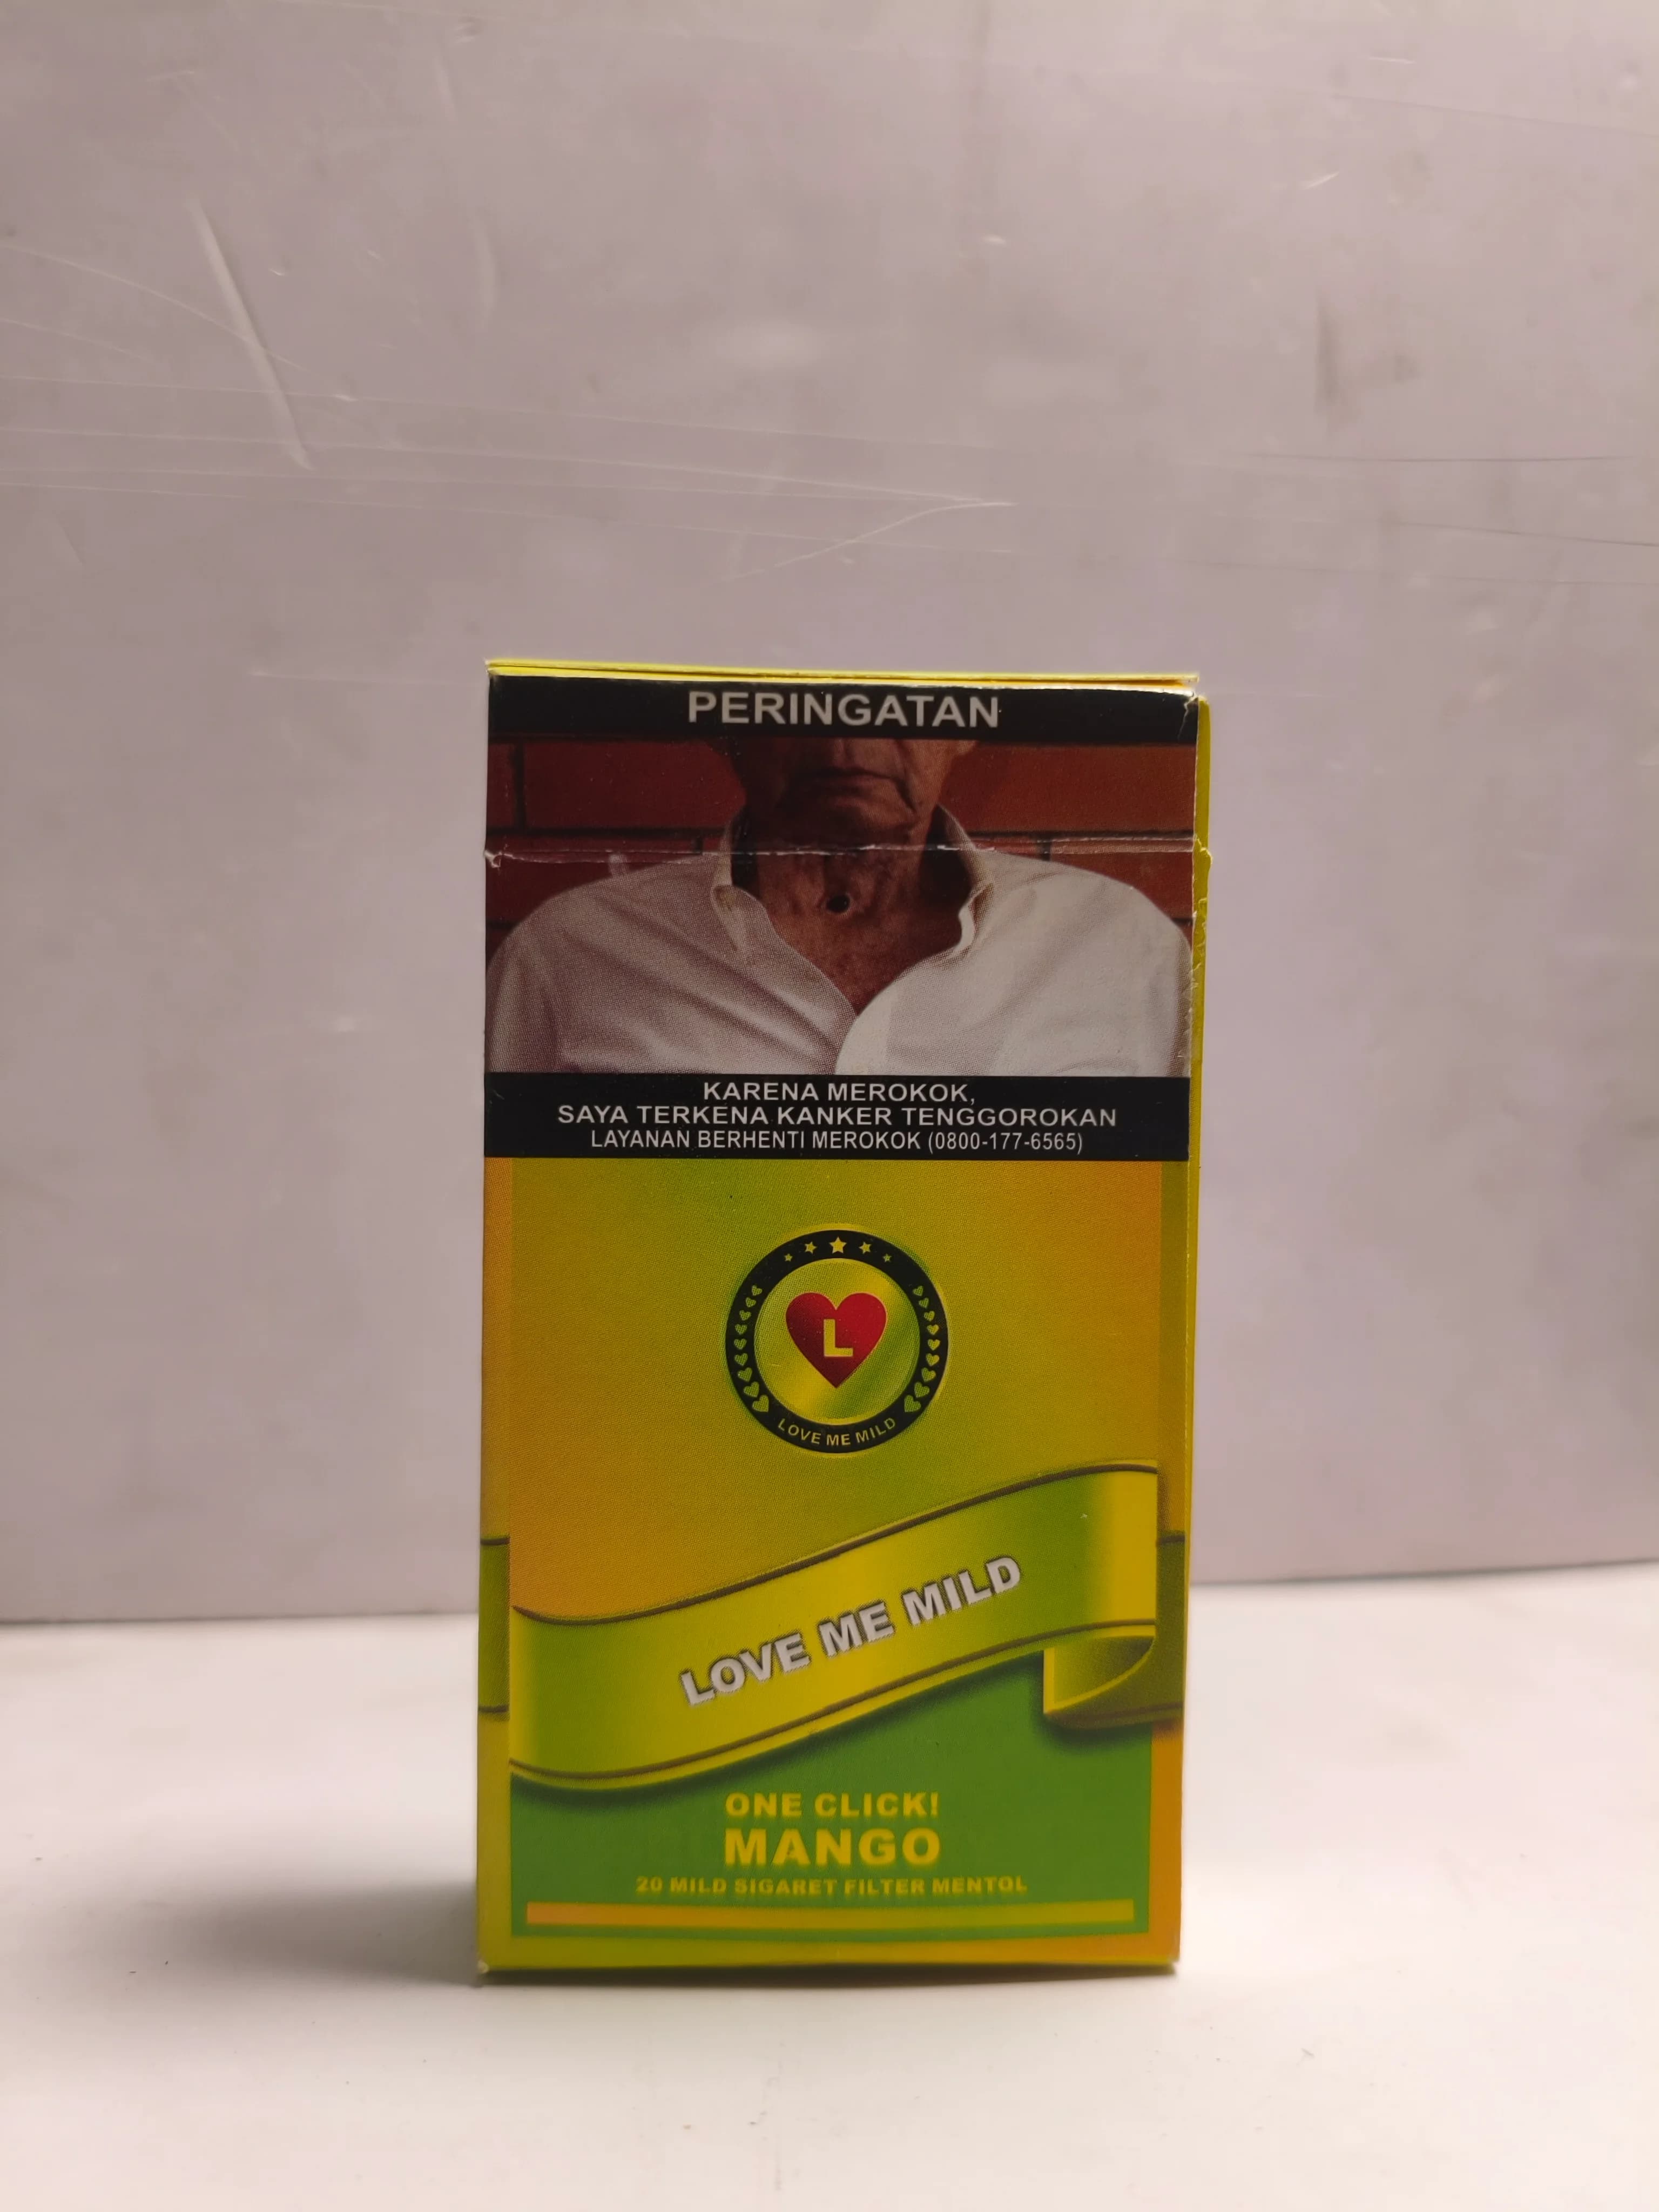 PERINGATAN
KARENA MEROKOK,
SAYA TERKENA KANKER TENGGOROKAN
LAYANAN BERHENTI MEROKOK (0800-177-6565)
L
LOVE ME MILD
LOVE ME MILD
ONE CLICK!
MANGO
20 MILD SIGARET FILTER MENTOL